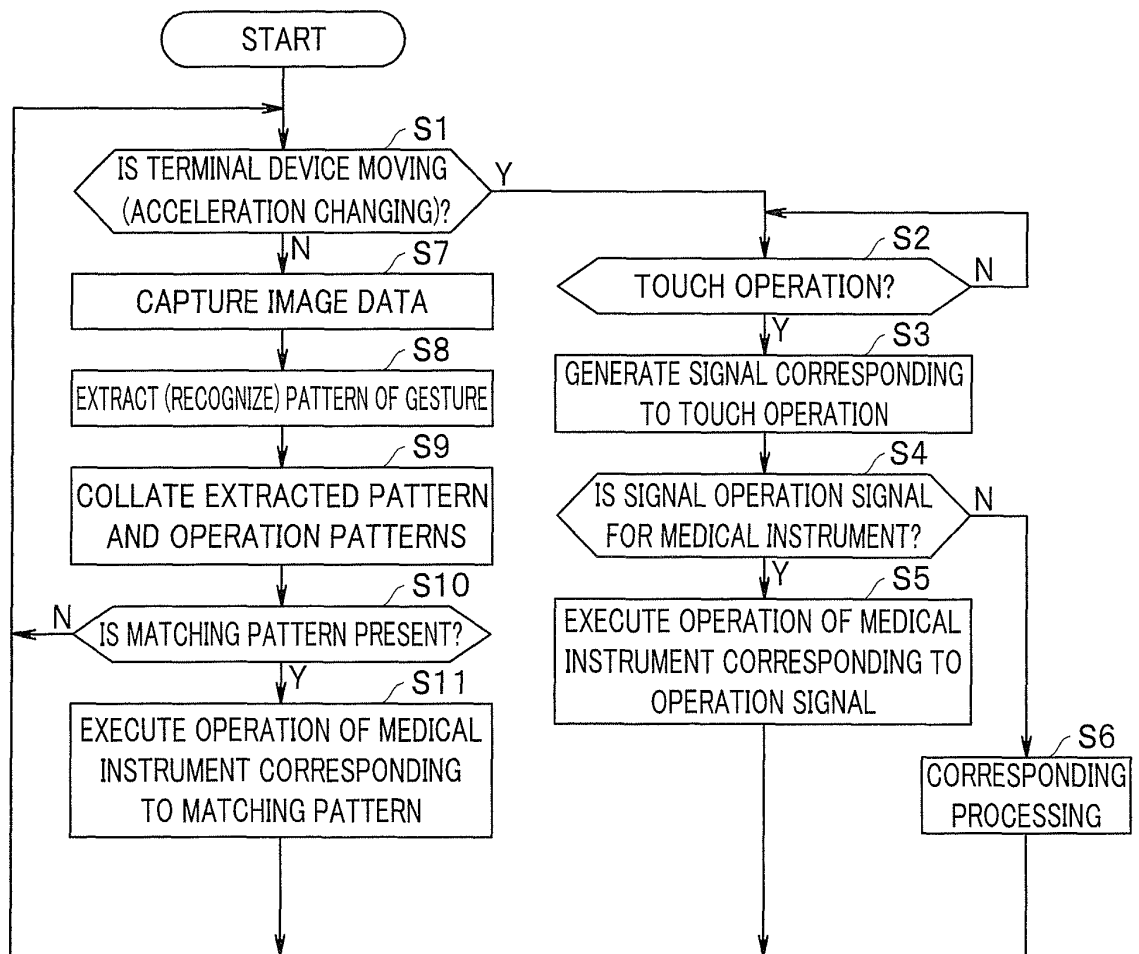 START
S1
IS TERMINAL DEVICE MOVING
(ACCELERATION CHANGING)?
Y
N
S7
CAPTURE IMAGE DATA
S8
EXTRACT (RECOGNIZE) PATTERN OF GESTURE
S9
COLLATE EXTRACTED PATTERN
AND OPERATION PATTERNS
S10
N
IS MATCHING PATTERN PRESENT?
Y
S11
EXECUTE OPERATION OF MEDICAL
INSTRUMENT CORRESPONDING
TO MATCHING PATTERN
S2
TOUCH OPERATION?
N
Y
S3
GENERATE SIGNAL CORRESPONDING
TO TOUCH OPERATION
S4
IS SIGNAL OPERATION SIGNAL
FOR MEDICAL INSTRUMENT?
N
Y
S5
EXECUTE OPERATION OF MEDICAL
INSTRUMENT CORRESPONDING TO
OPERATION SIGNAL
S6
CORRESPONDING
PROCESSING